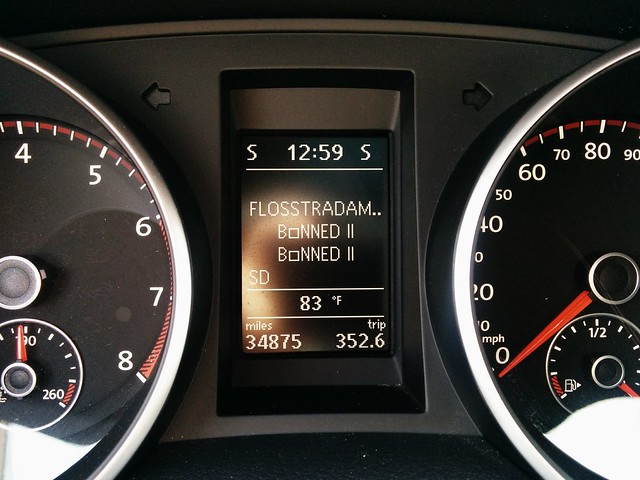 4
5
6
7
8
190
260
S 12:59 S
FLOSSTRADAM..
B□NNED II
B□NNED II
SD
83 °F
miles trip
34875 352.6
90
80
70
60
50
40
20
0
mph
1/2